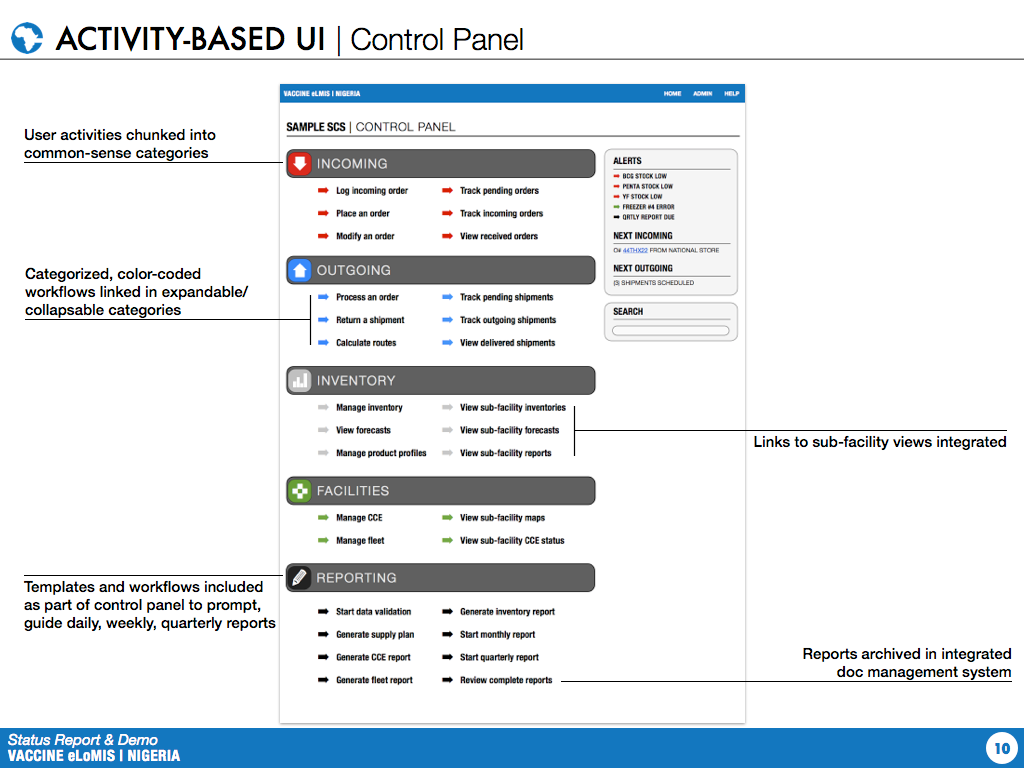 ACTIVITY-BASED UI | Control Panel
VACCINE eLMIS | NIGERIA
HOME ADMIN HELP
SAMPLE SCS | CONTROL PANEL
User activities chunked into
common-sense categories
INCOMING
Log incoming order
Track pending orders
Place an order
Track incoming orders
Modify an order
View received orders
ALERTS
BCG STOCK LOW
PENTA STOCK LOW
YF STOCK LOW
FREEZER #4 ERROR
QRTLY REPORT DUE
NEXT INCOMING
O# 44THX22 FROM NATIONAL STORE
NEXT OUTGOING
(3) SHIPMENTS SCHEDULED
SEARCH
Categorized, color-coded
workflows linked in expandable/
collapsable categories
OUTGOING
Process an order
Track pending shipments
Return a shipment
Track outgoing shipments
Calculate routes
View delivered shipments
INVENTORY
Manage inventory
View sub-facility inventories
View forecasts
View sub-facility forecasts
Manage product profiles
View sub-facility reports
Links to sub-facility views integrated
FACILITIES
Manage CCE
View sub-facility maps
Manage fleet
View sub-facility CCE status
Templates and workflows included
as part of control panel to prompt,
guide daily, weekly, quarterly reports
REPORTING
Start data validation
Generate inventory report
Generate supply plan
Start monthly report
Generate CCE report
Start quarterly report
Generate fleet report
Review complete reports
Reports archived in integrated
doc management system
Status Report & Demo
VACCINE eLoMIS | NIGERIA
10